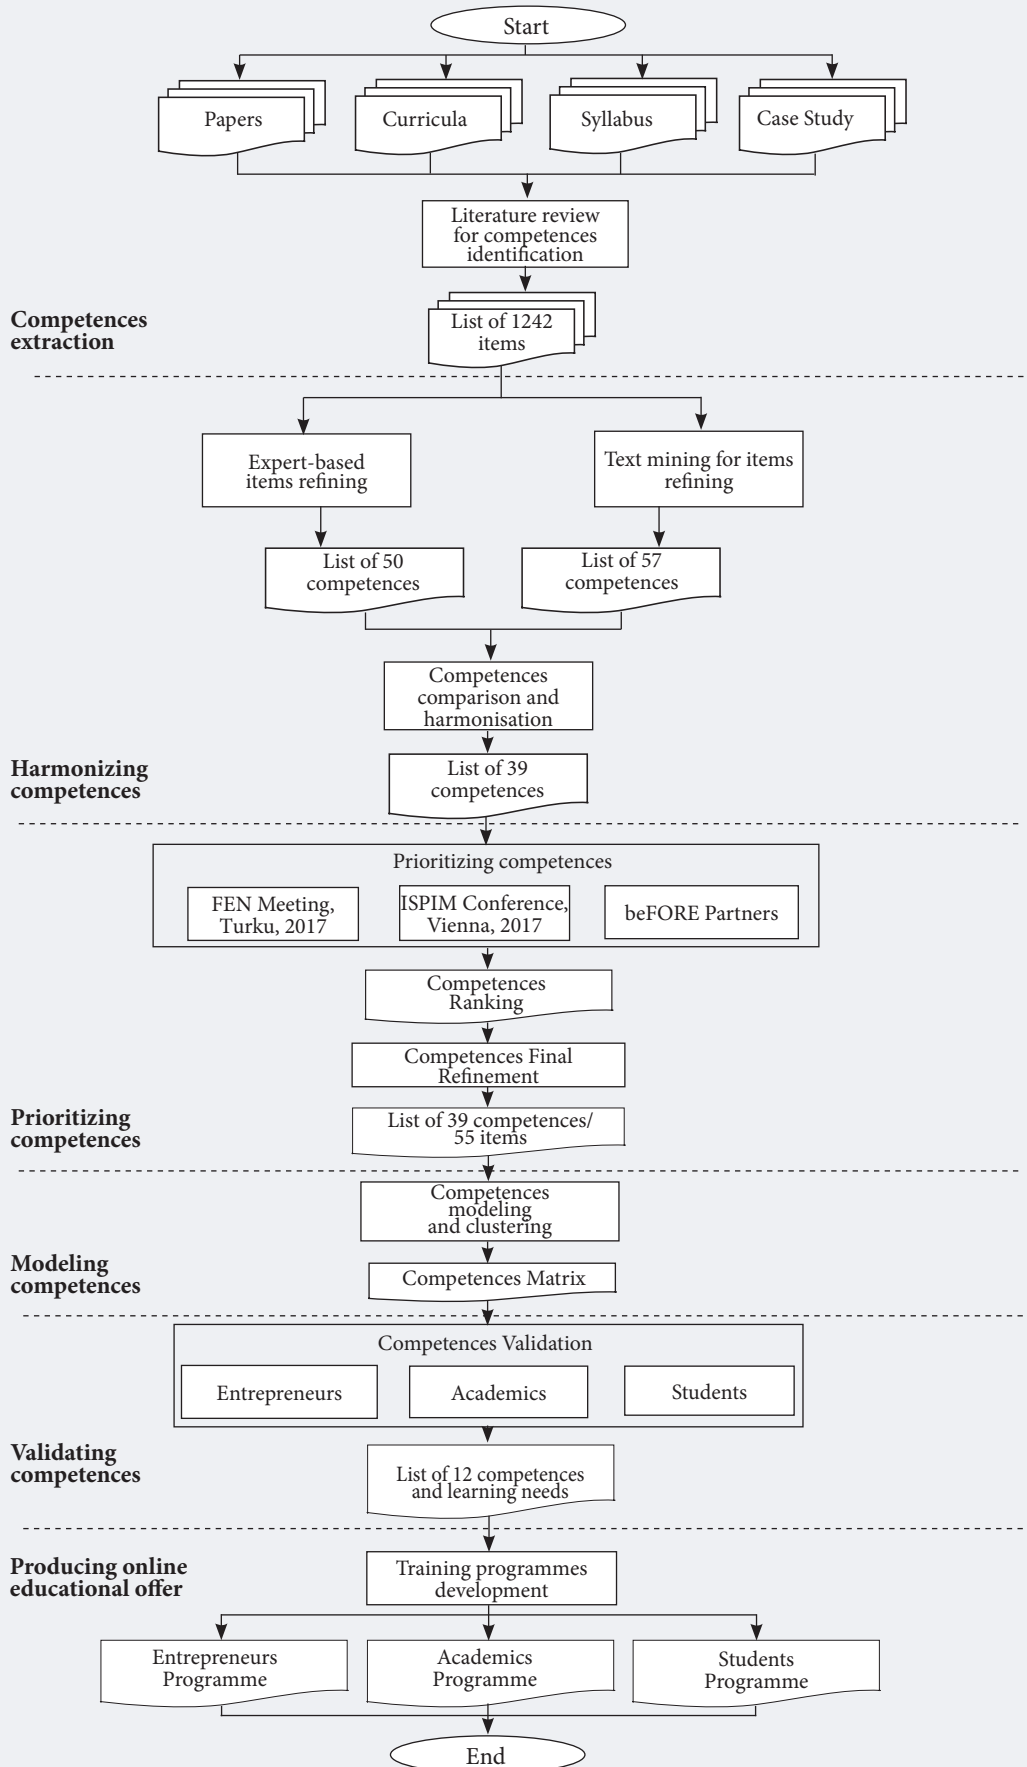 Start
Papers
Curricula
Syllabus
Case Study
Literature review
for competences
identification
List of 1242
items
Competences
extraction
Expert-based
items refining
Text mining for items
refining
List of 50
competences
List of 57
competences
Competences
comparison and
harmonisation
List of 39
competences
Harmonizing
competences
Prioritizing competences
FEN Meeting,
Turku, 2017
ISPIM Conference,
Vienna, 2017
beFORE Partners
Competences
Ranking
Competences Final
Refinement
List of 39 competences/
55 items
Prioritizing
competences
Competences
modeling
and clustering
Competences Matrix
Modeling
competences
Competences Validation
Entrepreneurs
Academics
Students
List of 12 competences
and learning needs
Validating
competences
Producing online
educational offer
Training programmes
development
Entrepreneurs
Programme
Academics
Programme
Students
Programme
End